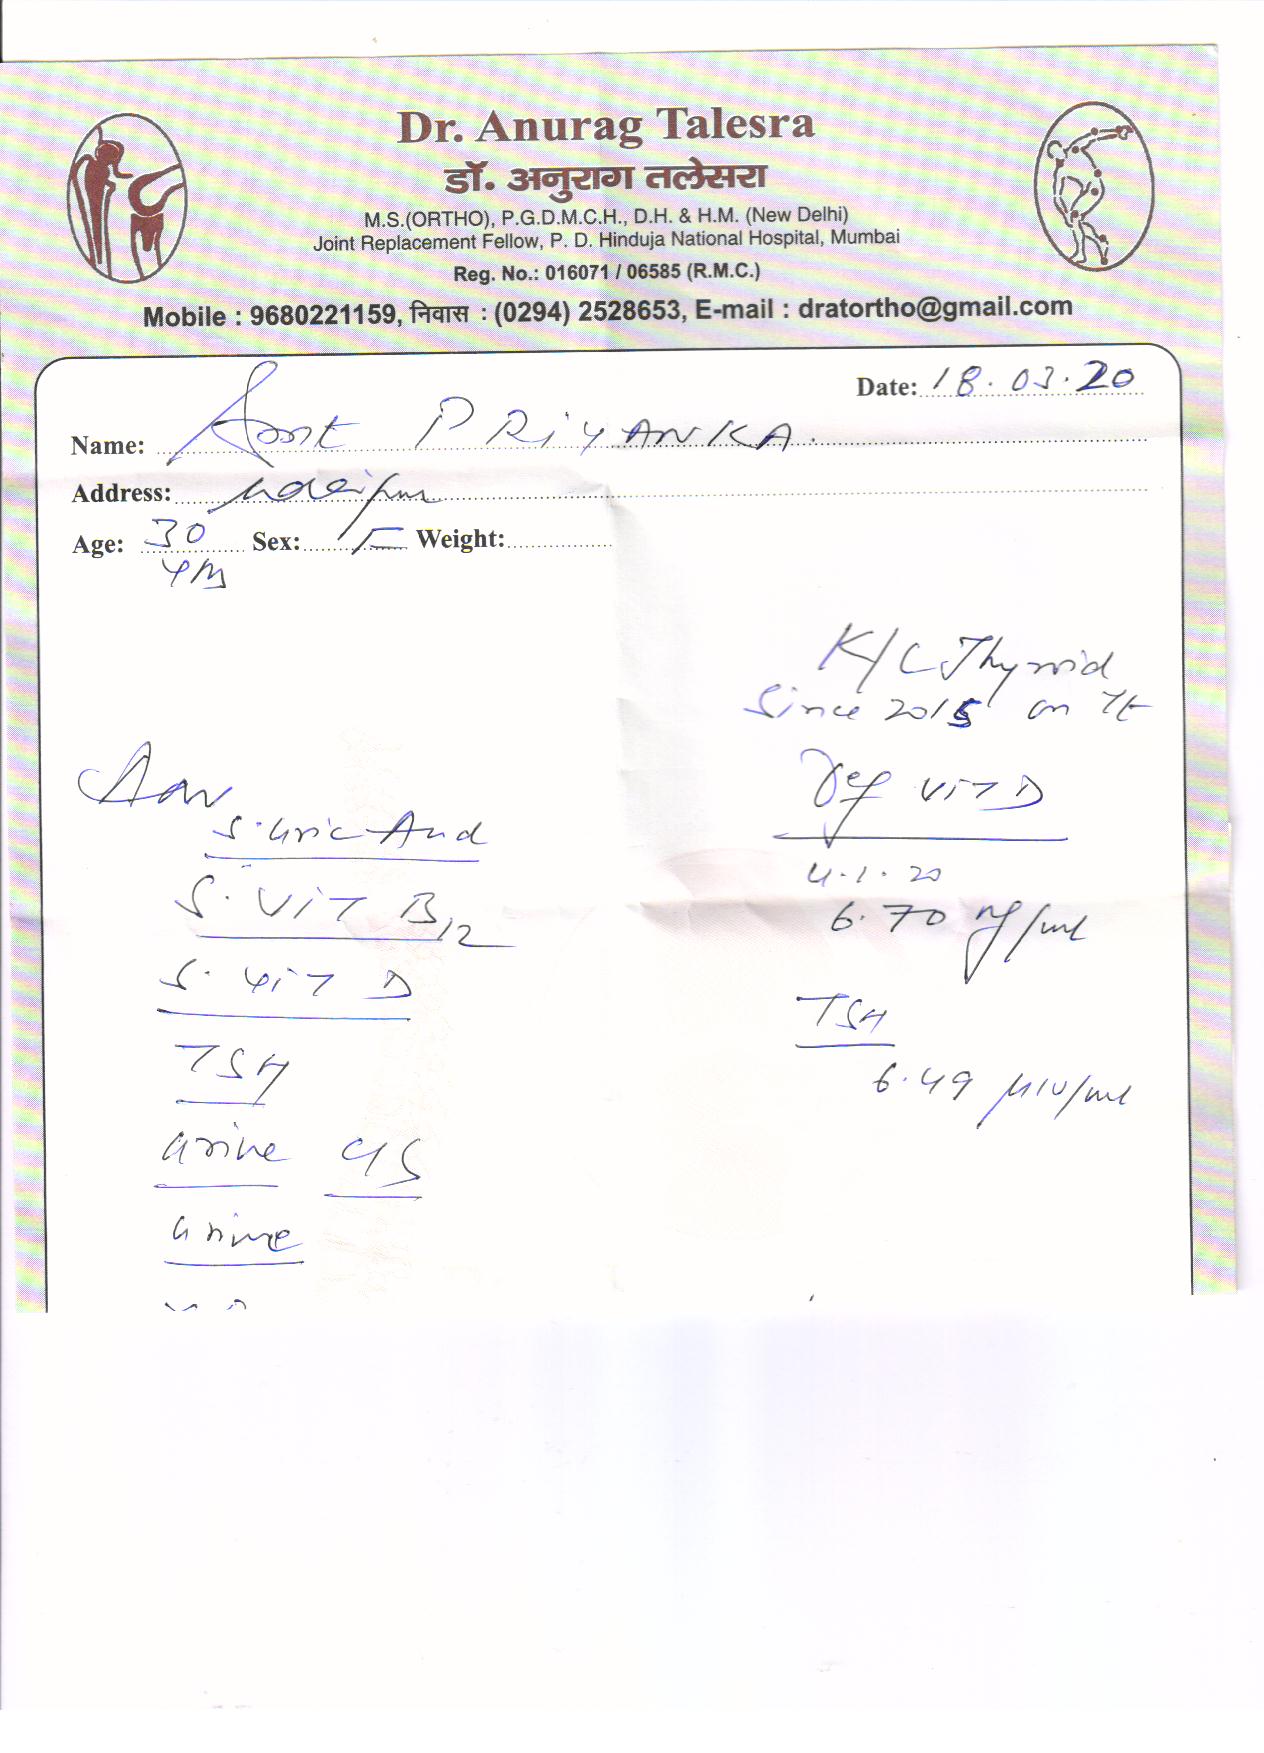 Dr. Anurag Talesra
डॉ. अनुराग तलेसरा
M.S.(ORTHO), P.G.D.M.C.H., D.H. & H.M. (New Delhi)
Joint Replacement Fellow, P. D. Hinduja National Hospital, Mumbai
Reg. No.: 016071 / 06585 (R.M.C.)
Mobile : 9680221159, निवास : (0294) 2528653, E-mail : dratortho@gmail.com
Date: 18.03.20
Name: PRiYANKA.
Address: Udaipur
Age: 30 Sex: F Weight:
K/C Thyroid
Since 2015 on
Def ViT D
4.1.20
6.70 ng/ml
TSH
6.49 µIU/ml
Adv
S. Uric Acid
S. ViT B12
S. ViT D
TSH
Urine C/S
Urine